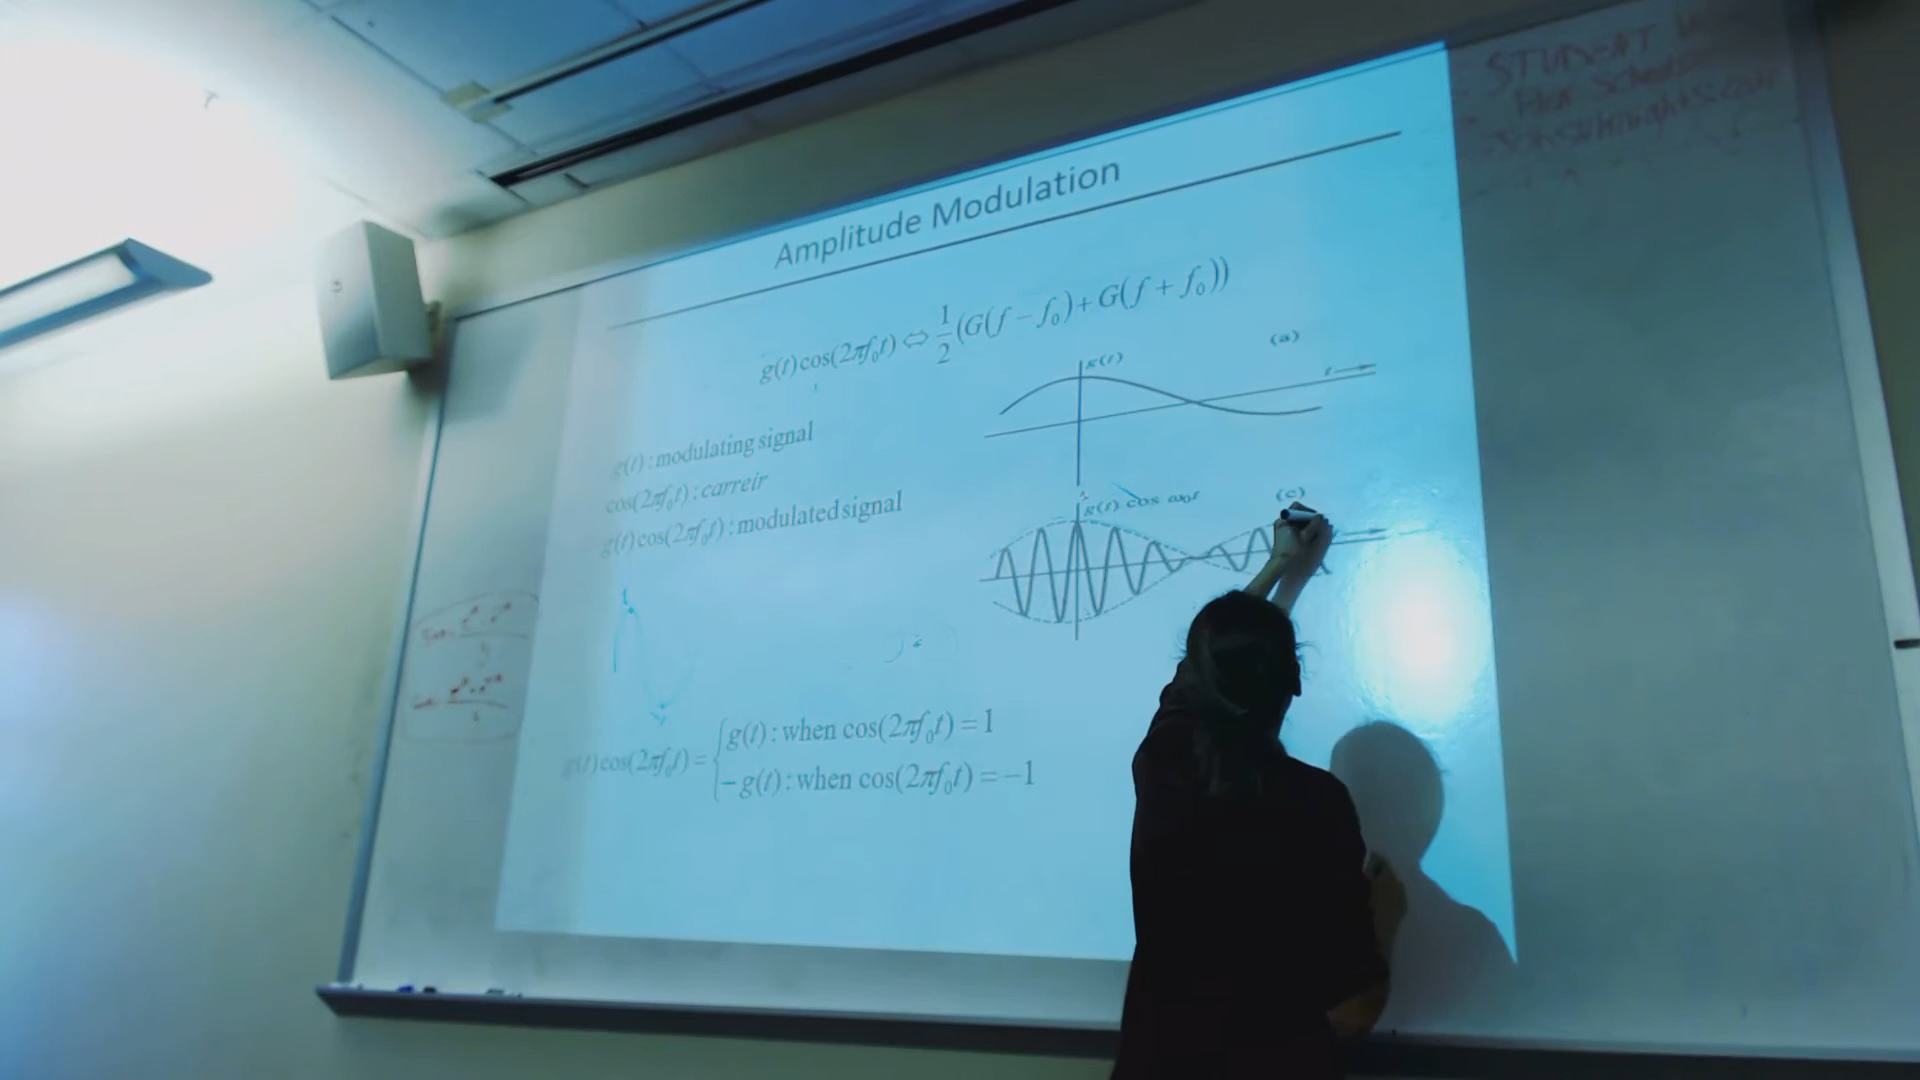 STUDENT
Amplitude Modulation
g(t)cos(2πf₀t) ⇔ 1/2 (G(f − f₀) + G(f + f₀))
(a)
g(t)
t
g(t) : modulating signal
cos(2πf₀t) : carreir
g(t)cos(2πf₀t) : modulated signal
(c)
g(t) cos ω₀t
g(t)cos(2πf₀t) = { g(t) : when cos(2πf₀t) = 1
− g(t) : when cos(2πf₀t) = −1